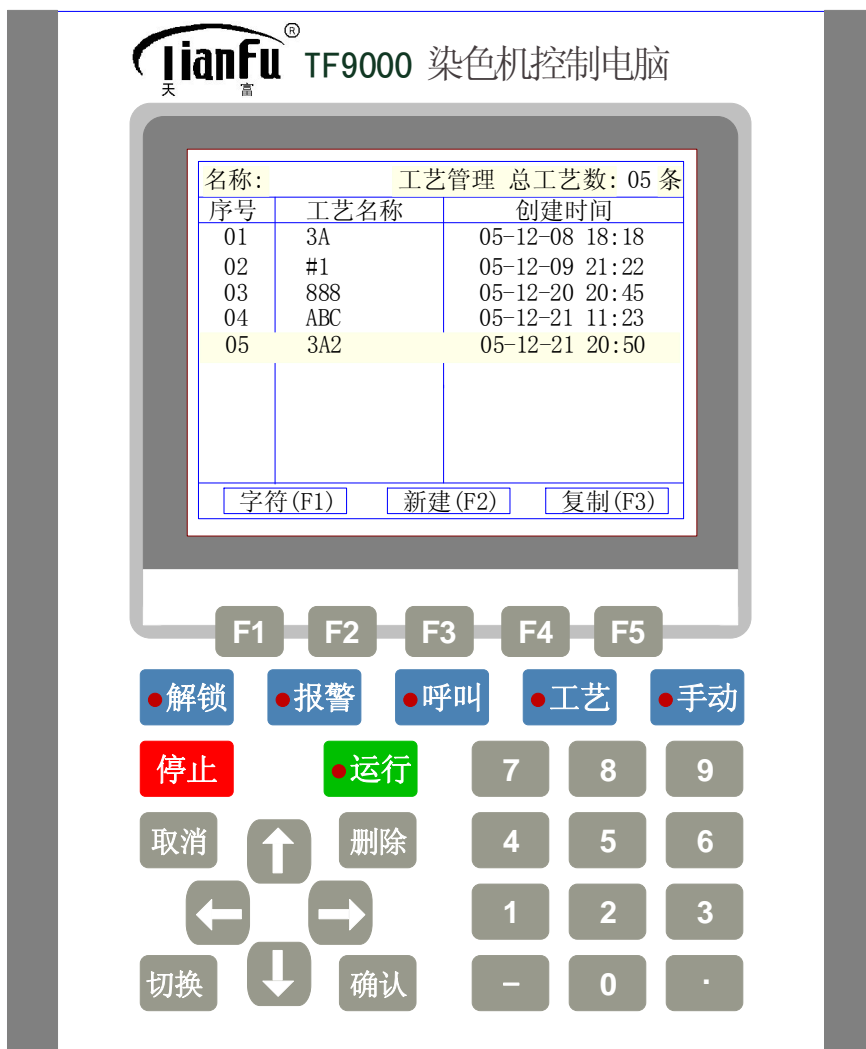 TianFu® TF9000 染色机控制电脑
天 富
名称: 工艺管理 总工艺数: 05 条
序号 工艺名称 创建时间
01 3A 05-12-08 18:18
02 #1 05-12-09 21:22
03 888 05-12-20 20:45
04 ABC 05-12-21 11:23
05 3A2 05-12-21 20:50
字符(F1) 新建(F2) 复制(F3)
F1 F2 F3 F4 F5
解锁 报警 呼叫 工艺 手动
停止 运行 7 8 9
取消 删除 4 5 6
1 2 3
切换 确认 - 0 .